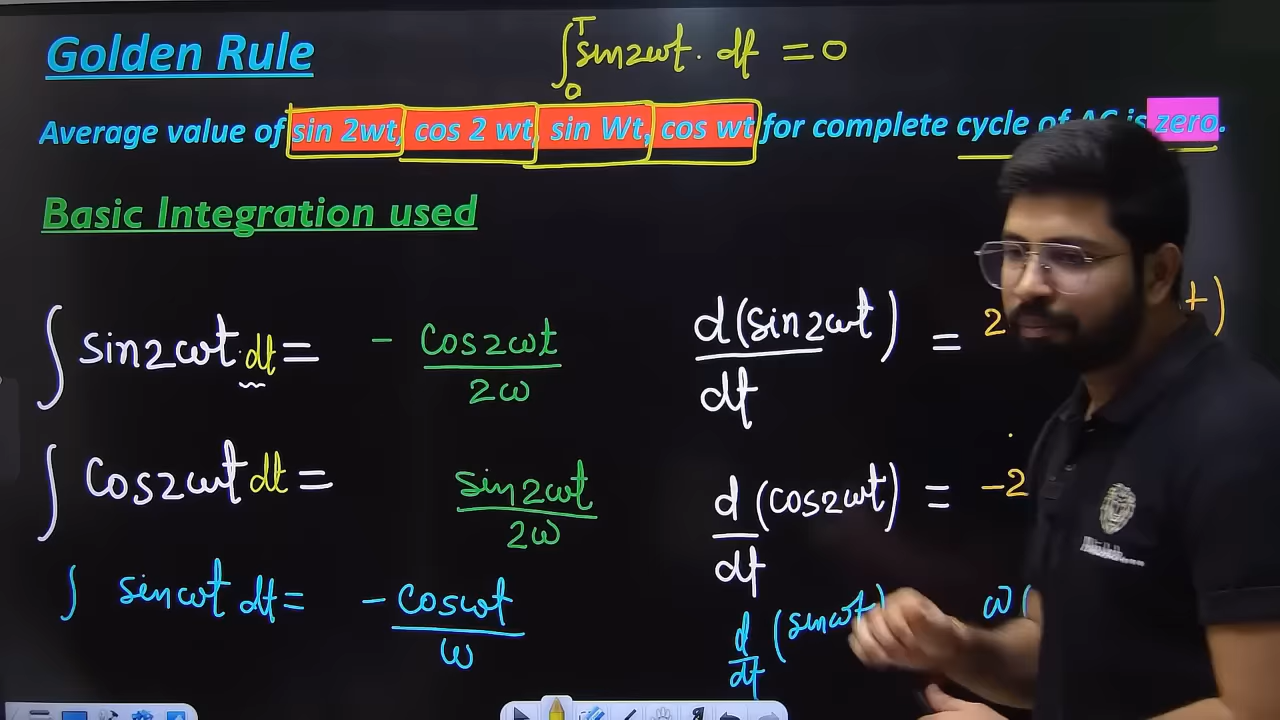 Golden Rule
∫₀ᵀ sin2ωt · dt = 0
Average value of sin 2wt, cos 2 wt, sin Wt, cos wt for complete cycle of AC is zero.
Basic Integration used
∫ sin2ωt · dt = - cos2ωt / 2ω
d(sin2ωt) / dt = 2 t)
∫ cos2ωt dt = sin2ωt / 2ω
d/dt (cos2ωt) = -2
∫ sinωt dt = - cosωt / ω
d/dt (sinωt) ω(